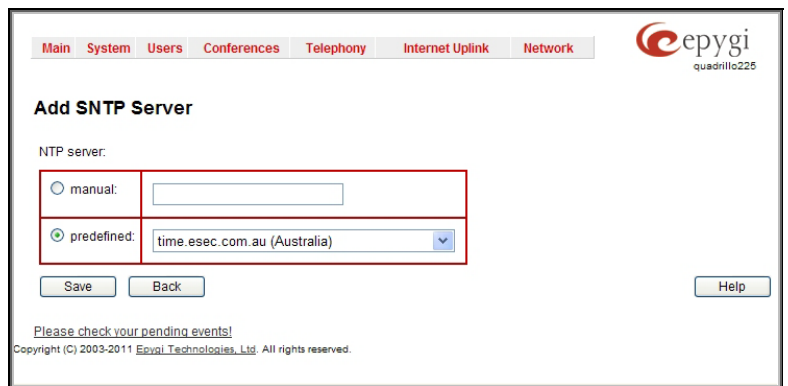 Main System Users Conferences Telephony Internet Uplink Network
epygi
quadrillo225
Add SNTP Server
NTP server:
manual:
predefined: time.esec.com.au (Australia)
Save Back Help
Please check your pending events!
Copyright (C) 2003-2011 Epygi Technologies, Ltd. All rights reserved.